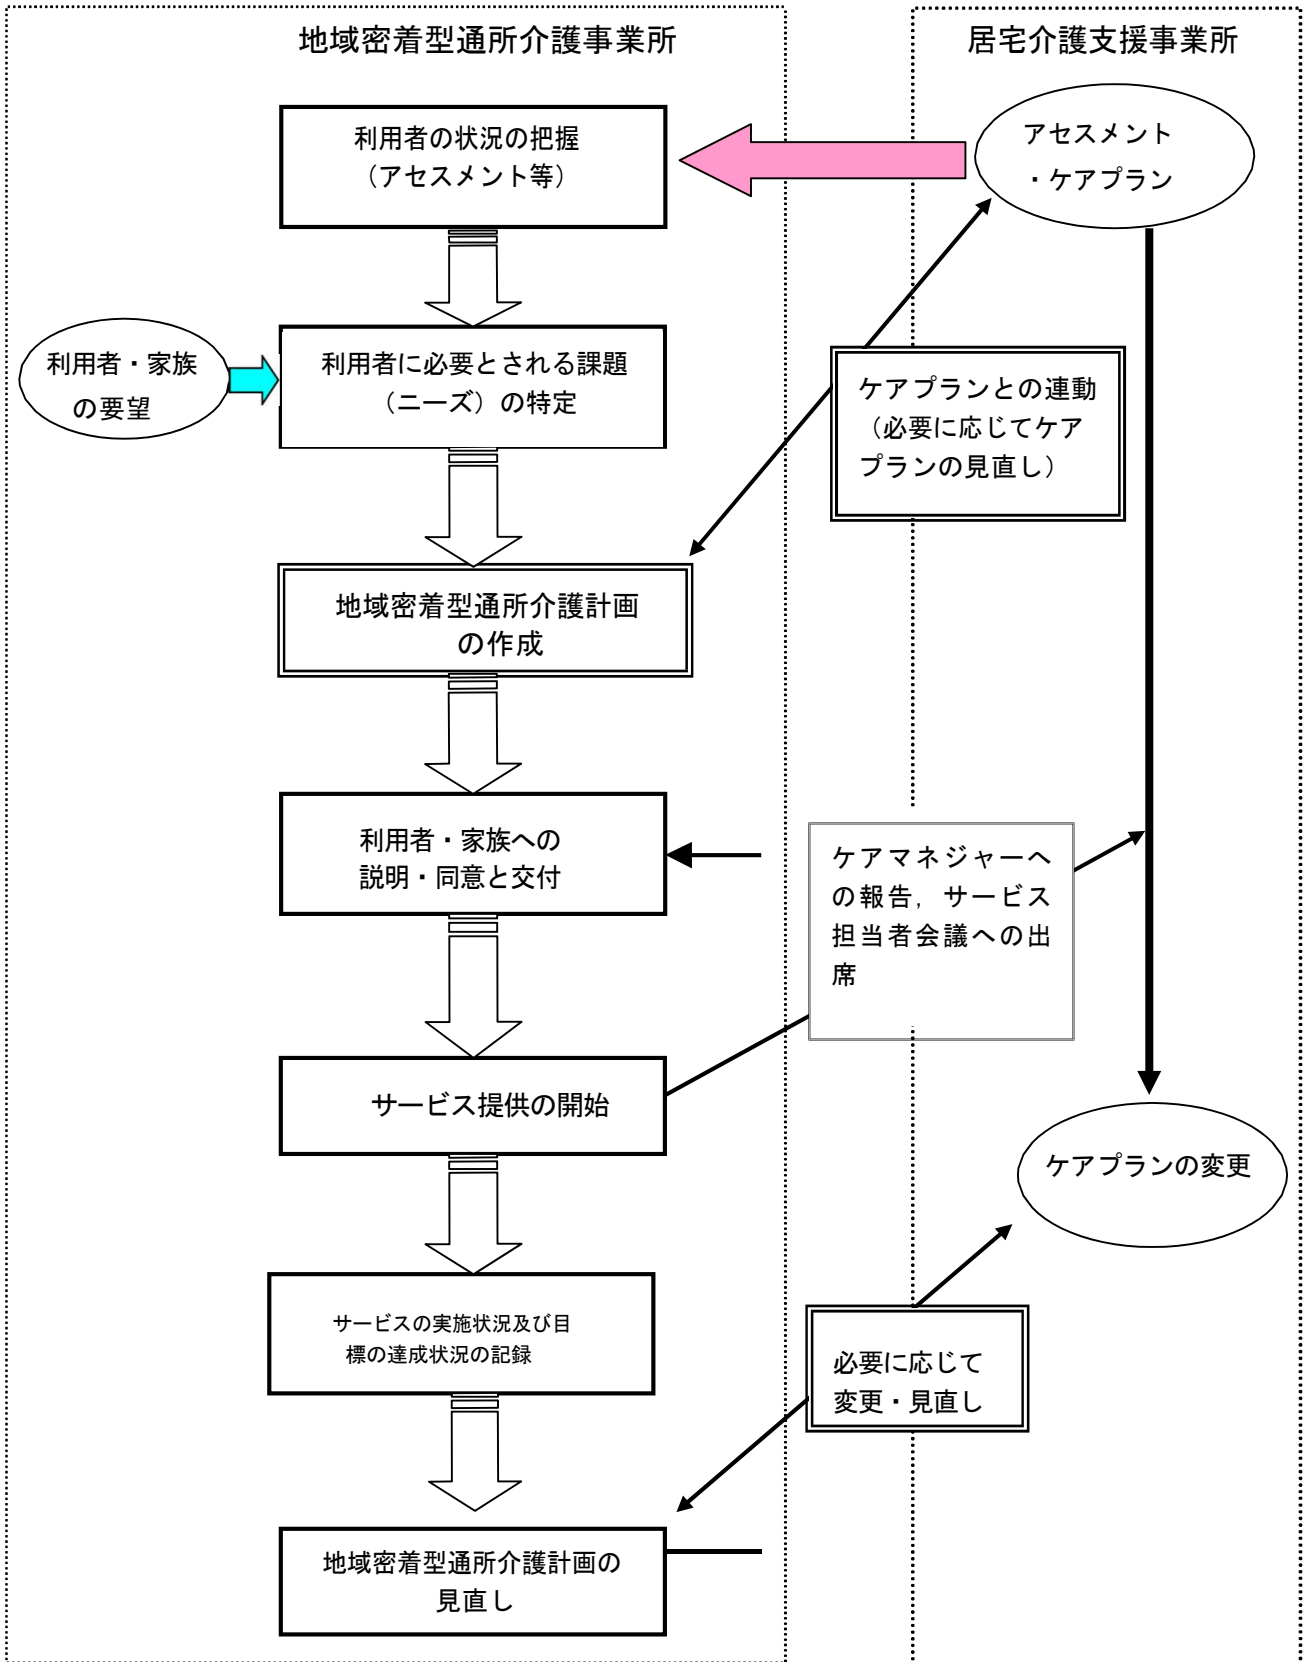 地域密着型通所介護事業所
居宅介護支援事業所
利用者の状況の把握
（アセスメント等）
アセスメント
・ケアプラン
利用者・家族
の要望
利用者に必要とされる課題
（ニーズ）の特定
ケアプランとの連動
（必要に応じてケア
プランの見直し）
地域密着型通所介護計画
の作成
利用者・家族への
説明・同意と交付
ケアマネジャーへ
の報告，サービス
担当者会議への出
席
サービス提供の開始
ケアプランの変更
サービスの実施状況及び目
標の達成状況の記録
必要に応じて
変更・見直し
地域密着型通所介護計画の
見直し